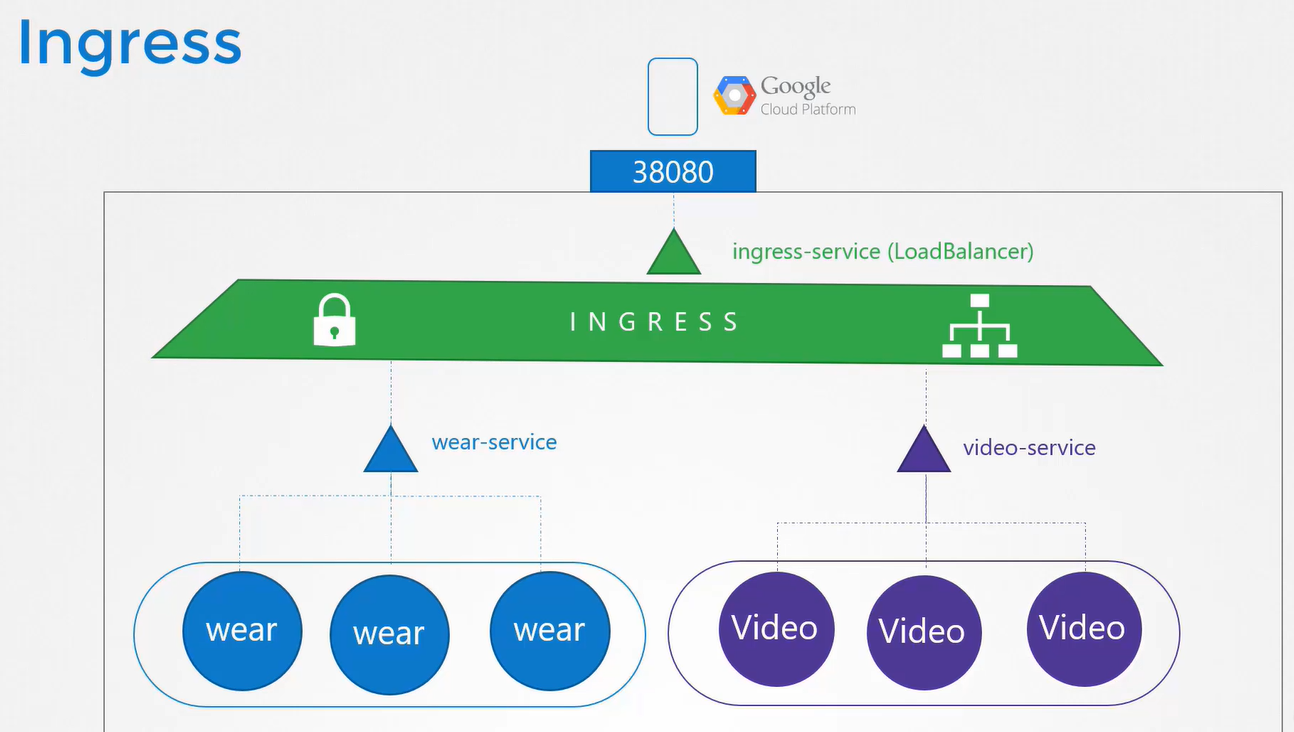 Ingress
Google
Cloud Platform
38080
ingress-service (LoadBalancer)
INGRESS
wear-service
video-service
wear
wear
wear
Video
Video
Video